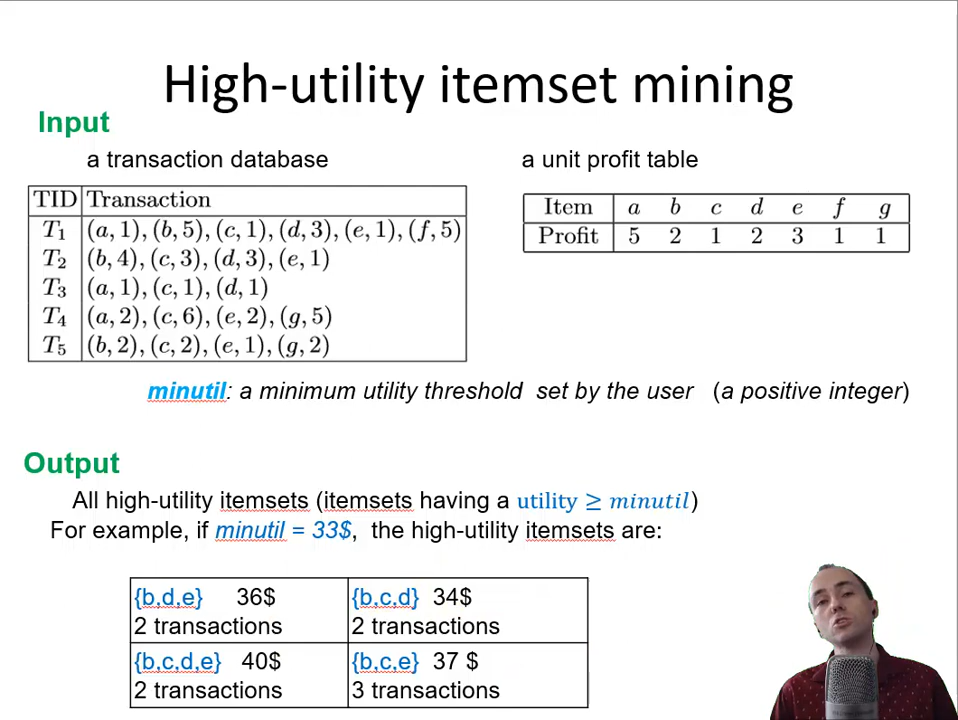 High-utility itemset mining
Input
a transaction database
a unit profit table
TID Transaction
T₁ (a, 1), (b, 5), (c, 1), (d, 3), (e, 1), (f, 5)
T₂ (b, 4), (c, 3), (d, 3), (e, 1)
T₃ (a, 1), (c, 1), (d, 1)
T₄ (a, 2), (c, 6), (e, 2), (g, 5)
T₅ (b, 2), (c, 2), (e, 1), (g, 2)
Item a b c d e f g
Profit 5 2 1 2 3 1 1
minutil: a minimum utility threshold set by the user (a positive integer)
Output
All high-utility itemsets (itemsets having a utility ≥ minutil)
For example, if minutil = 33$, the high-utility itemsets are:
{b,d,e} 36$
2 transactions
{b,c,d} 34$
2 transactions
{b,c,d,e} 40$
2 transactions
{b,c,e} 37 $
3 transactions